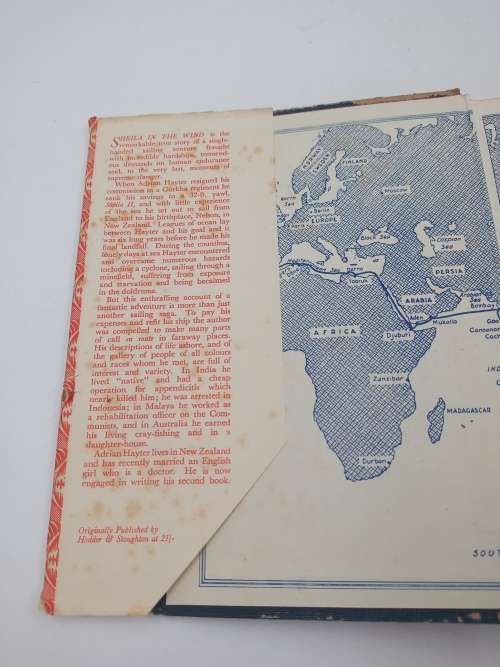 SHEILA IN THE WIND is the
remarkable true story of a single-
handed sailing venture fraught
with incredible hardships, tremend-
ous demands on human endurance
and, to the very last, moments of
supreme danger.
When Adrian Hayter resigned his
commission in a Gurkha regiment he
sank his savings in a 32-ft. yawl,
Sheila II, and with little experience
of the sea he set out to sail from
England to his birthplace, Nelson, in
New Zealand. Leagues of ocean lay
between Hayter and his goal and it
was six long years before he made his
final landfall. During the countless,
lonely days at sea Hayter encountered
and overcame numerous hazards
including a cyclone, sailing through a
minefield, suffering from exposure
and starvation and being becalmed
in the doldrums.
But this enthralling account of a
fantastic adventure is more than just
another sailing saga. To pay his
expenses and refit his ship the author
was compelled to make many ports
of call en route in faraway places.
His descriptions of life ashore, and of
the gallery of people of all colours
and races whom he met, are full of
interest and variety. In India he
lived "native" and had a cheap
operation for appendicitis which
nearly killed him; he was arrested in
Indonesia; in Malaya he worked as
a rehabilitation officer on the Com-
munists, and in Australia he earned
his living cray-fishing and in a
slaughter-house.
Adrian Hayter lives in New Zealand
and has recently married an English
girl who is a doctor. He is now
engaged in writing his second book.
Originally Published by
Hodder & Stoughton at 21/-
NORWAY
SWEDEN
FINLAND
Moscow
North
Sea
Berlin
Paris
EUROPE
Black Sea
Caspian
Sea
PERSIA
Derna
Tobruk
ARABIA
Arabian
Sea
Bombay
Aden
Mukalla
Djibuti
Goa
Cannanore
Coch
AFRICA
IND
Zanzibar
MADAGASCAR
Durban
SOUT